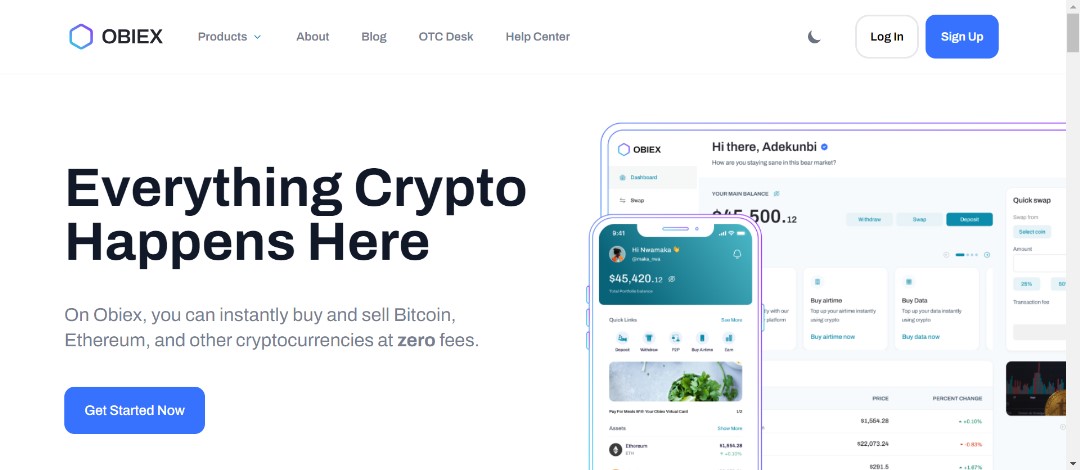 OBIEX
Products
About
Blog
OTC Desk
Help Center
Log In
Sign Up
Everything Crypto
Happens Here
On Obiex, you can instantly buy and sell Bitcoin,
Ethereum, and other cryptocurrencies at zero fees.
Get Started Now
OBIEX
Dashboard
Swap
Hi there, Adekunbi
How are you staying sane in this bear market?
YOUR MAIN BALANCE
$45,500.12
Withdraw
Swap
Deposit
Quick swap
Swap from
Select coin
Amount
25%
50
Transaction fee
Buy airtime
Top up your airtime instantly
using crypto
Buy airtime now
Buy Data
Top up your data instantly
using crypto
Buy data now
fy with our
platform
PRICE
PERCENT CHANGE
$1,554.28
+0.10%
$22,073.24
-0.83%
$291.5
+1.67%
9:41
Hi Nwamaka
@maka_nwa
$45,420.12
Total Portfolio balance
Quick Links
See More
Deposit
Withdraw
P2P
Buy Airtime
Earn
Pay For Meals With Your Obiex Virtual Card
1/3
Assets
Show More
Ethereum
$1,554.28
ETH
+0.10%